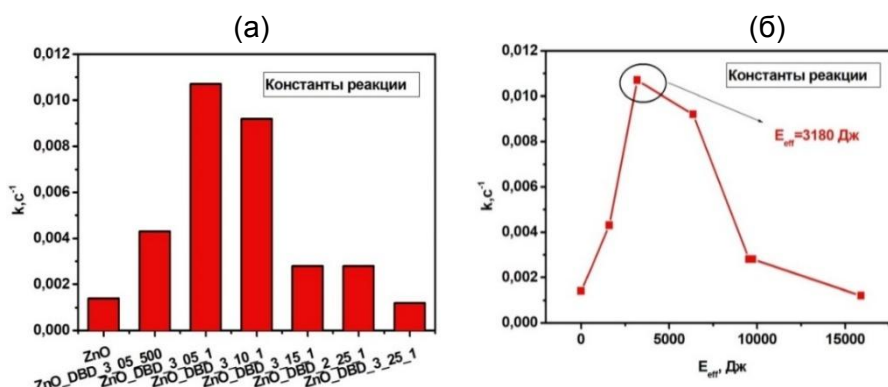 (а)
(б)
0,012
0,010
0,008
0,006
0,004
0,002
0,000
k,c⁻¹
Константы реакции
ZnO
ZnO_DBD_3_05_500
ZnO_DBD_3_05_1
ZnO_DBD_3_10_1
ZnO_DBD_3_15_1
ZnO_DBD_2_25_1
ZnO_DBD_3_25_1
0,012
0,010
0,008
0,006
0,004
0,002
0,000
k,c⁻¹
Константы реакции
E_eff=3180 Дж
0 5000 10000 15000
E_eff, Дж